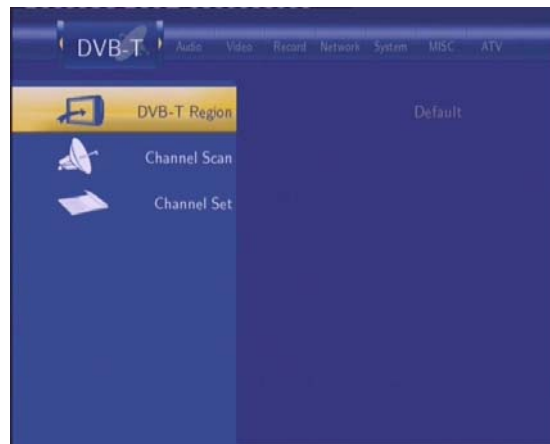 DVB-T Audio Video Record Network System MISC. ATV
DVB-T Region Default
Channel Scan
Channel Set